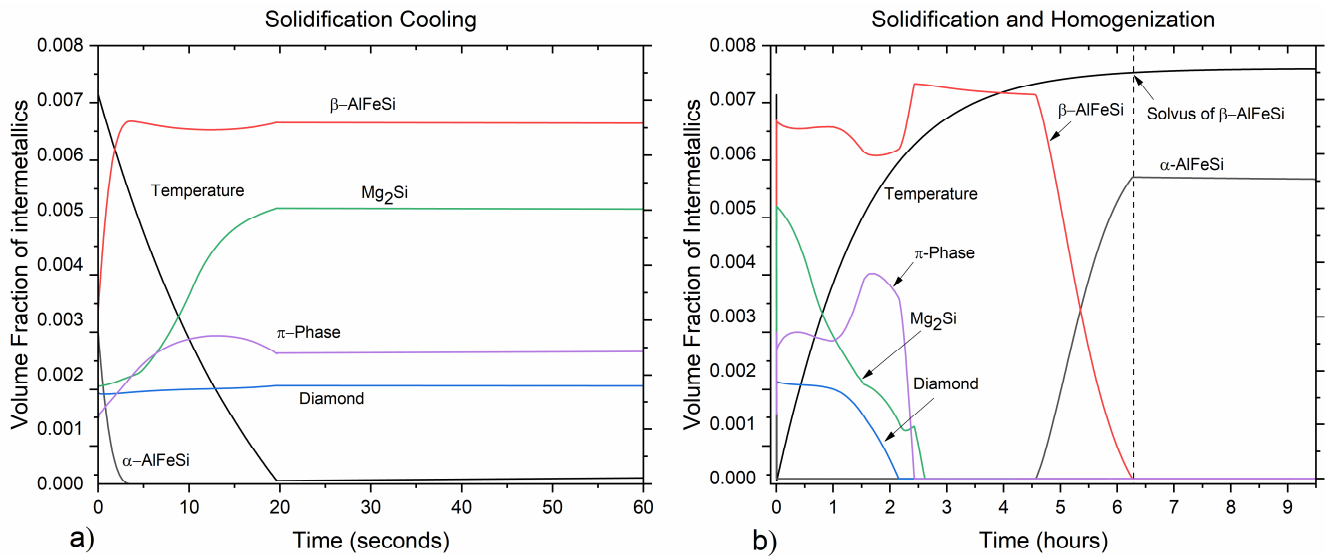 Solidification Cooling
Volume Fraction of intermetallics
0.008
0.007
0.006
0.005
0.004
0.003
0.002
0.001
0.000
β–AlFeSi
Temperature
Mg₂Si
π–Phase
Diamond
α–AlFeSi
0 10 20 30 40 50 60
Time (seconds)
a)
Solidification and Homogenization
Volume Fraction of Intermetallics
0.008
0.007
0.006
0.005
0.004
0.003
0.002
0.001
0.000
β–AlFeSi
Solvus of β–AlFeSi
α-AlFeSi
Temperature
π-Phase
Mg₂Si
Diamond
0 1 2 3 4 5 6 7 8 9
Time (hours)
b)